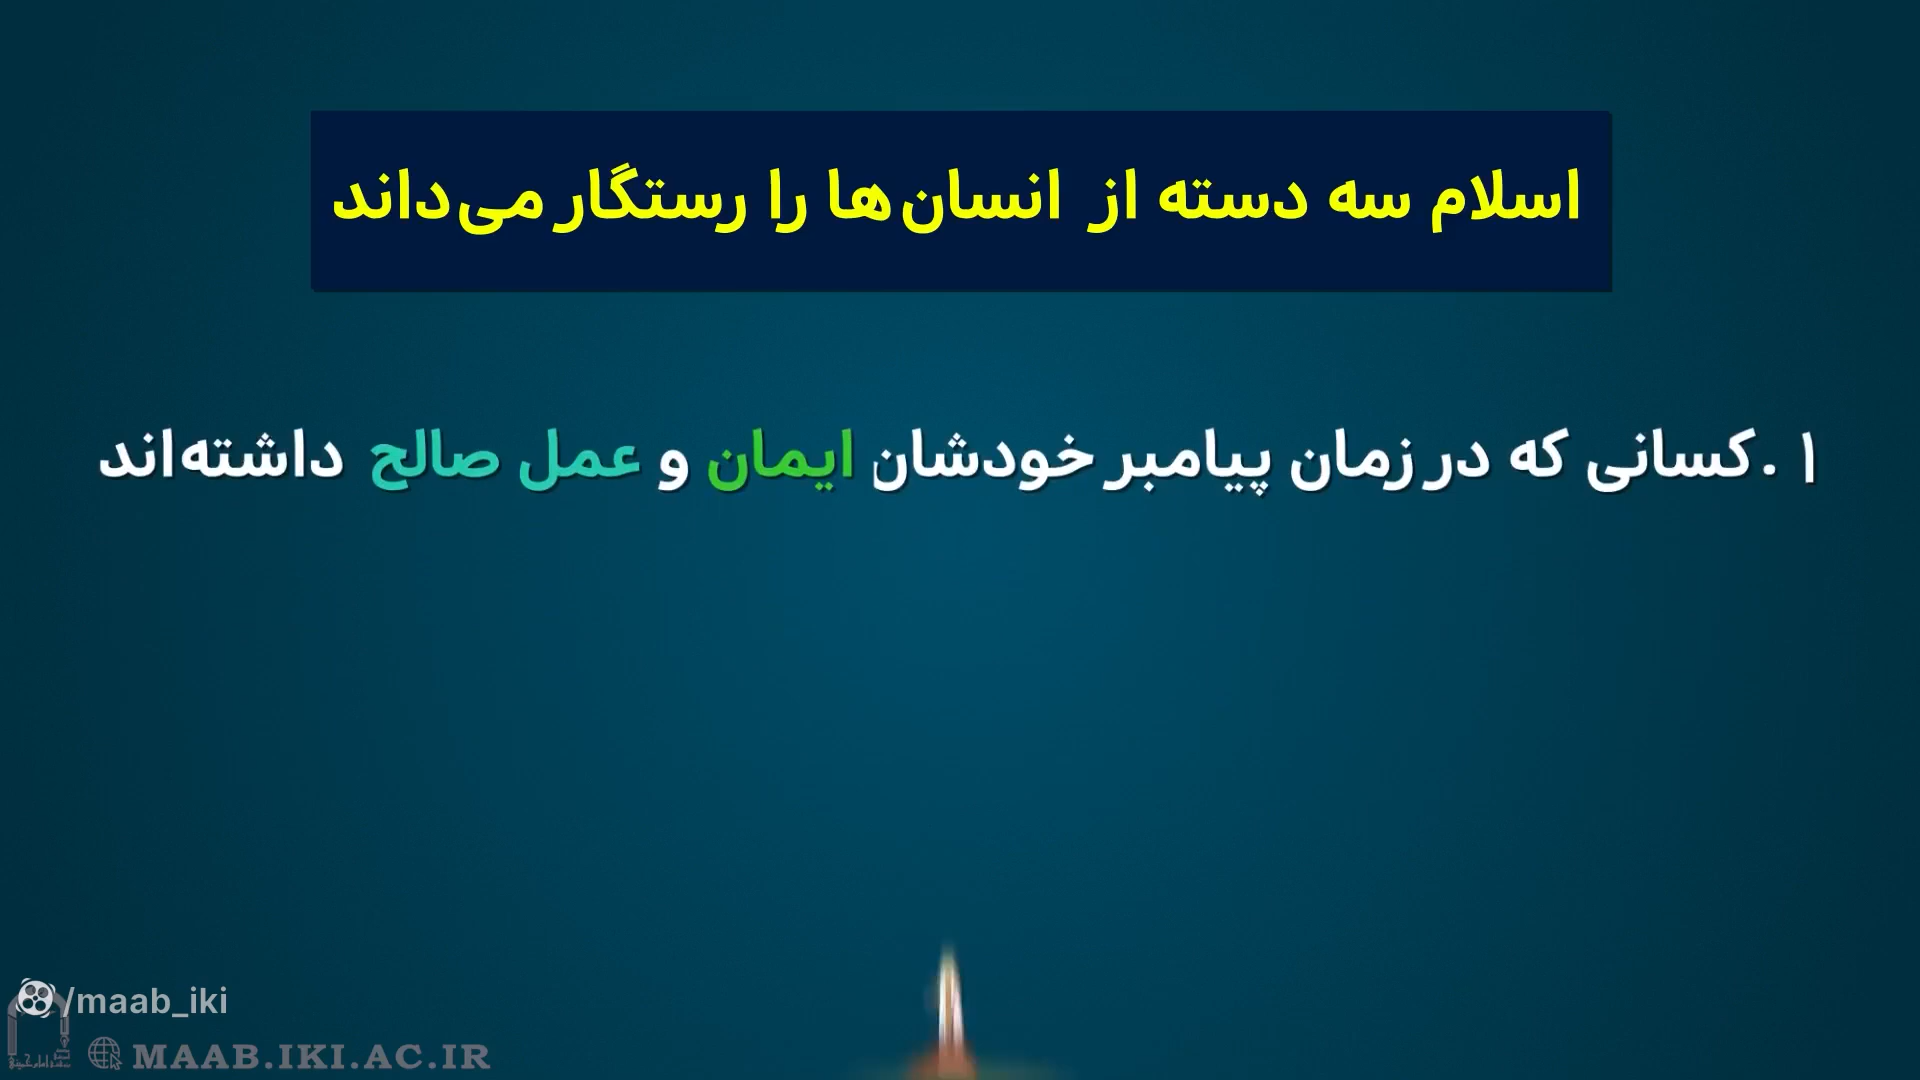 اسلام سه دسته از انسان‌ها را رستگار می‌داند
۱ .کسانی که در زمان پیامبر خودشان ایمان و عمل صالح داشته‌اند
/maab_iki
MAAB.IKI.AC.IR